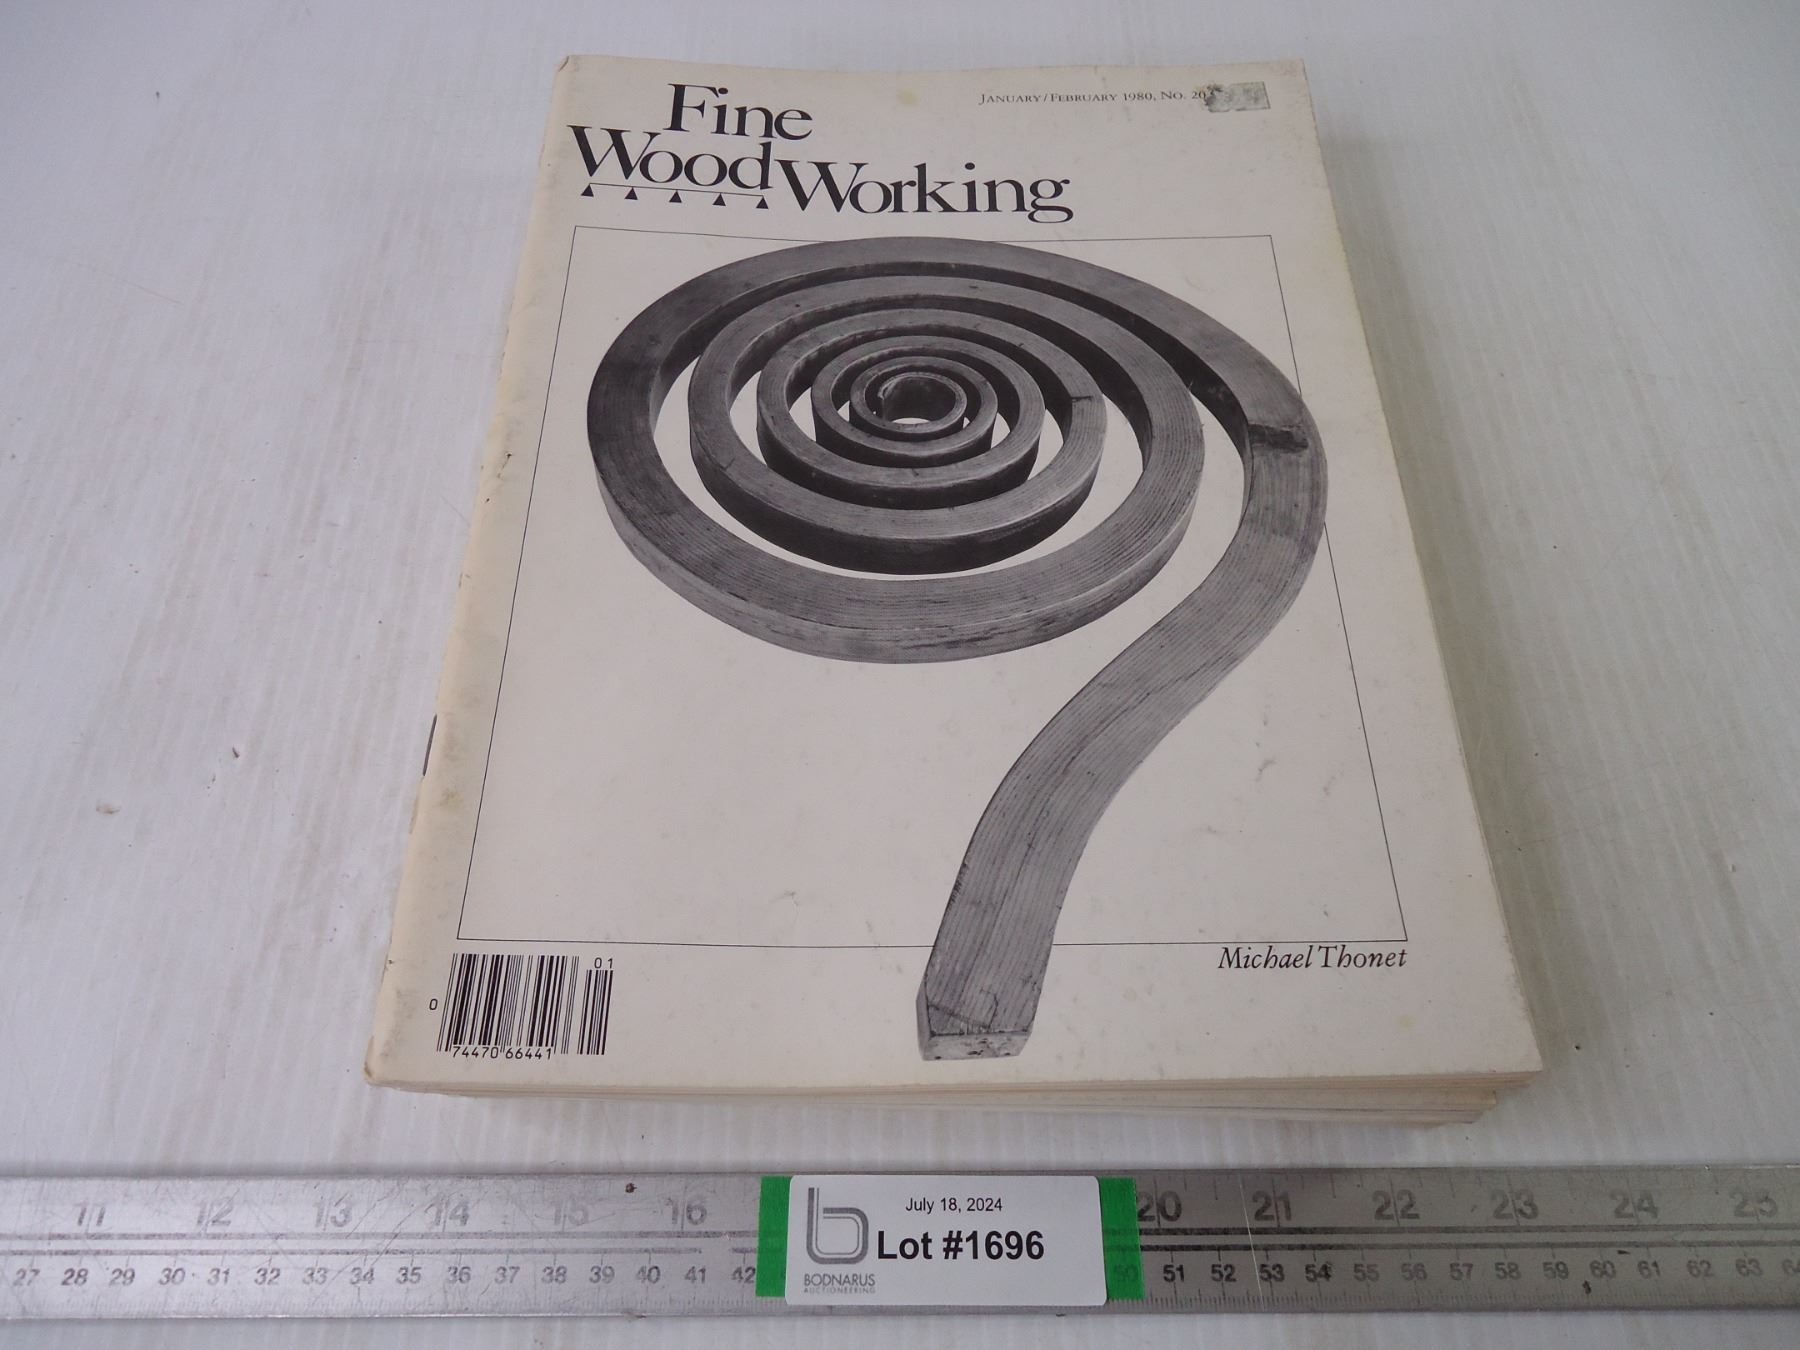 Fine
WoodWorking
JANUARY/FEBRUARY 1980, NO. 20
Michael Thonet
01
0
74470 66441
11 12 13 14 15 16 20 21 22 23 24 25
July 18, 2024
Lot #1696
BODNARUS
AUCTIONEERING
27 28 29 30 31 32 33 34 35 36 37 38 39 40 41 42 50 51 52 53 54 55 56 57 58 59 60 61 62 63